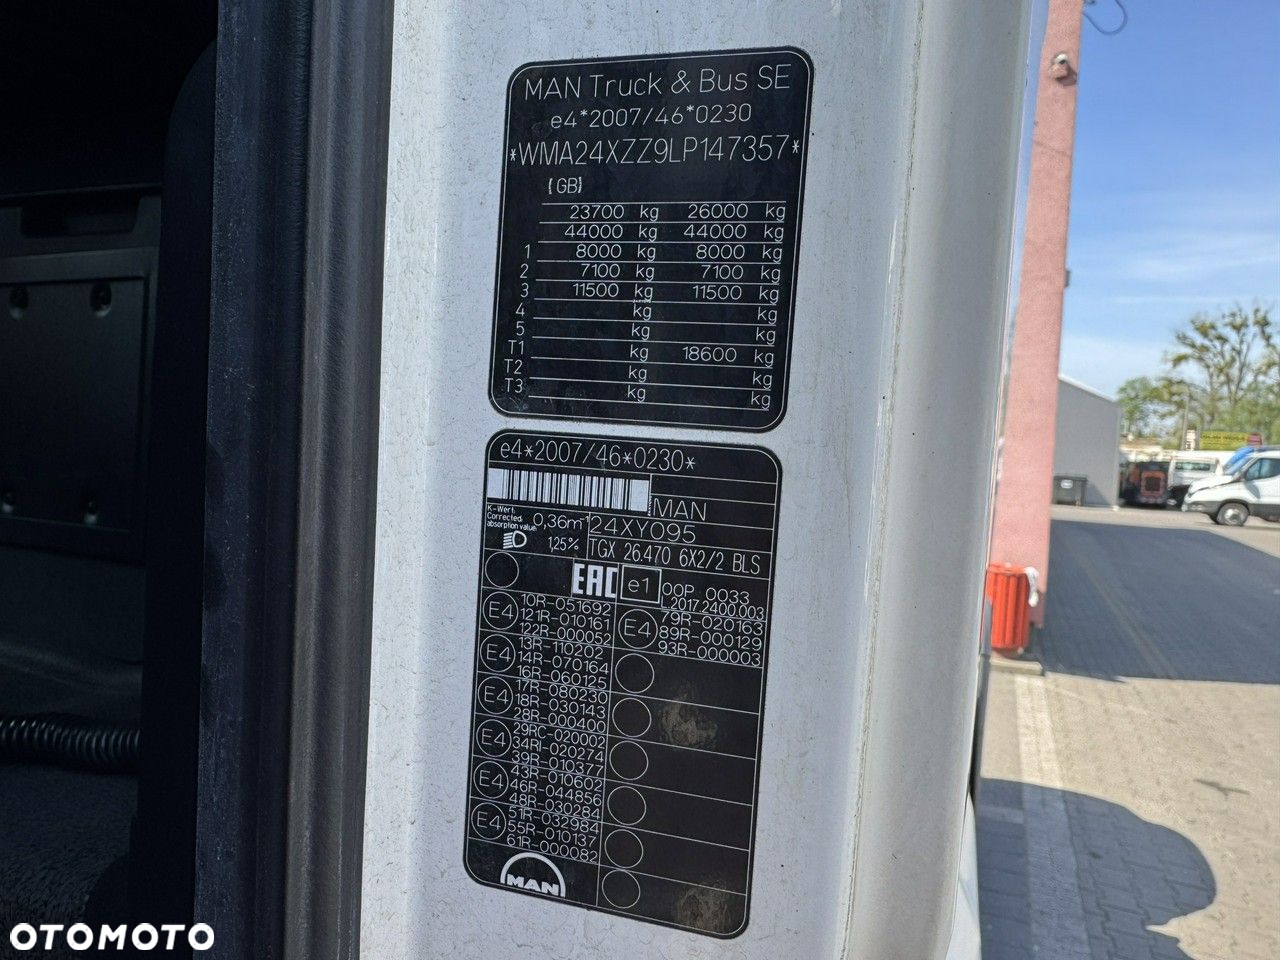 MAN Truck & Bus SE
e4*2007/46*0230
*WMA24XZZ9LP147357*
(GB)
23700 kg 26000 kg
44000 kg 44000 kg
1 8000 kg 8000 kg
2 7100 kg 7100 kg
3 11500 kg 11500 kg
4 kg kg
5 kg kg
T1 kg 18600 kg
T2 kg kg
T3 kg kg
e4*2007/46*0230*
MAN
K-Wert:
Corrected
absorption value:
0,36m⁻¹
24XY095
1,25%
TGX 26.470 6X2/2 BLS
EAC e1 00P 0033
L2017.2400.003
E4
10R-051692
121R-010161
22R-000052
E4
79R-020163
89R-000129
93R-000003
E4
13R-110202
14R-070164
16R-060125
E4
17R-080230
18R-030143
28R-000400
E4
29RC-020002
34RI-020274
39R-010377
E4
43R-010602
46R-044856
48R-030284
E4
51R-032984
55R-010137
61R-000082
MAN
OTOMOTO